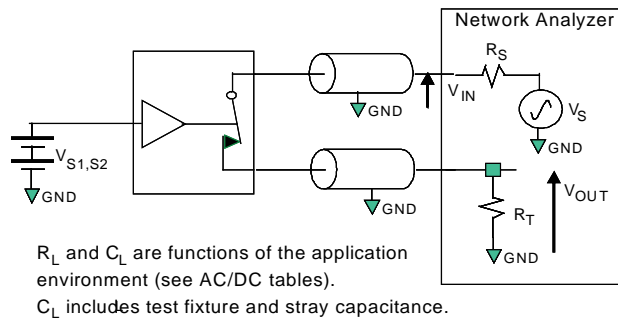 Network Analyzer
R_S
GND
V_IN
V_S
GND
V_S1,S2
GND
GND
R_T
V_OUT
GND
R_L and C_L are functions of the application
environment (see AC/DC tables).
C_L includes test fixture and stray capacitance.